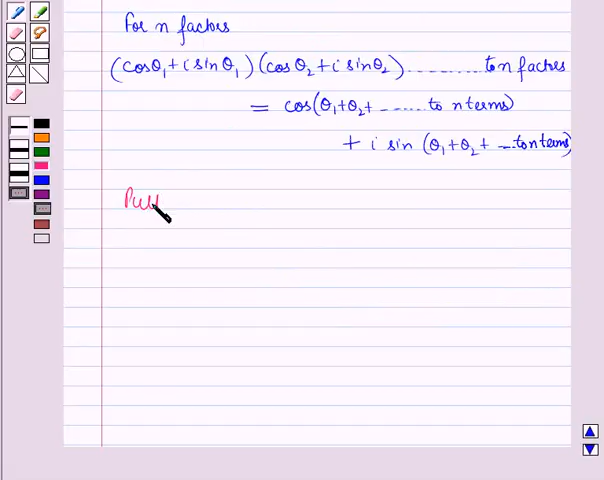 For n factors
(cosθ₁ + i sinθ₁) (cosθ₂ + i sinθ₂) ......... to n factors
= cos(θ₁+θ₂+ ...... to n terms)
+ i sin (θ₁+θ₂+ ... to n terms)